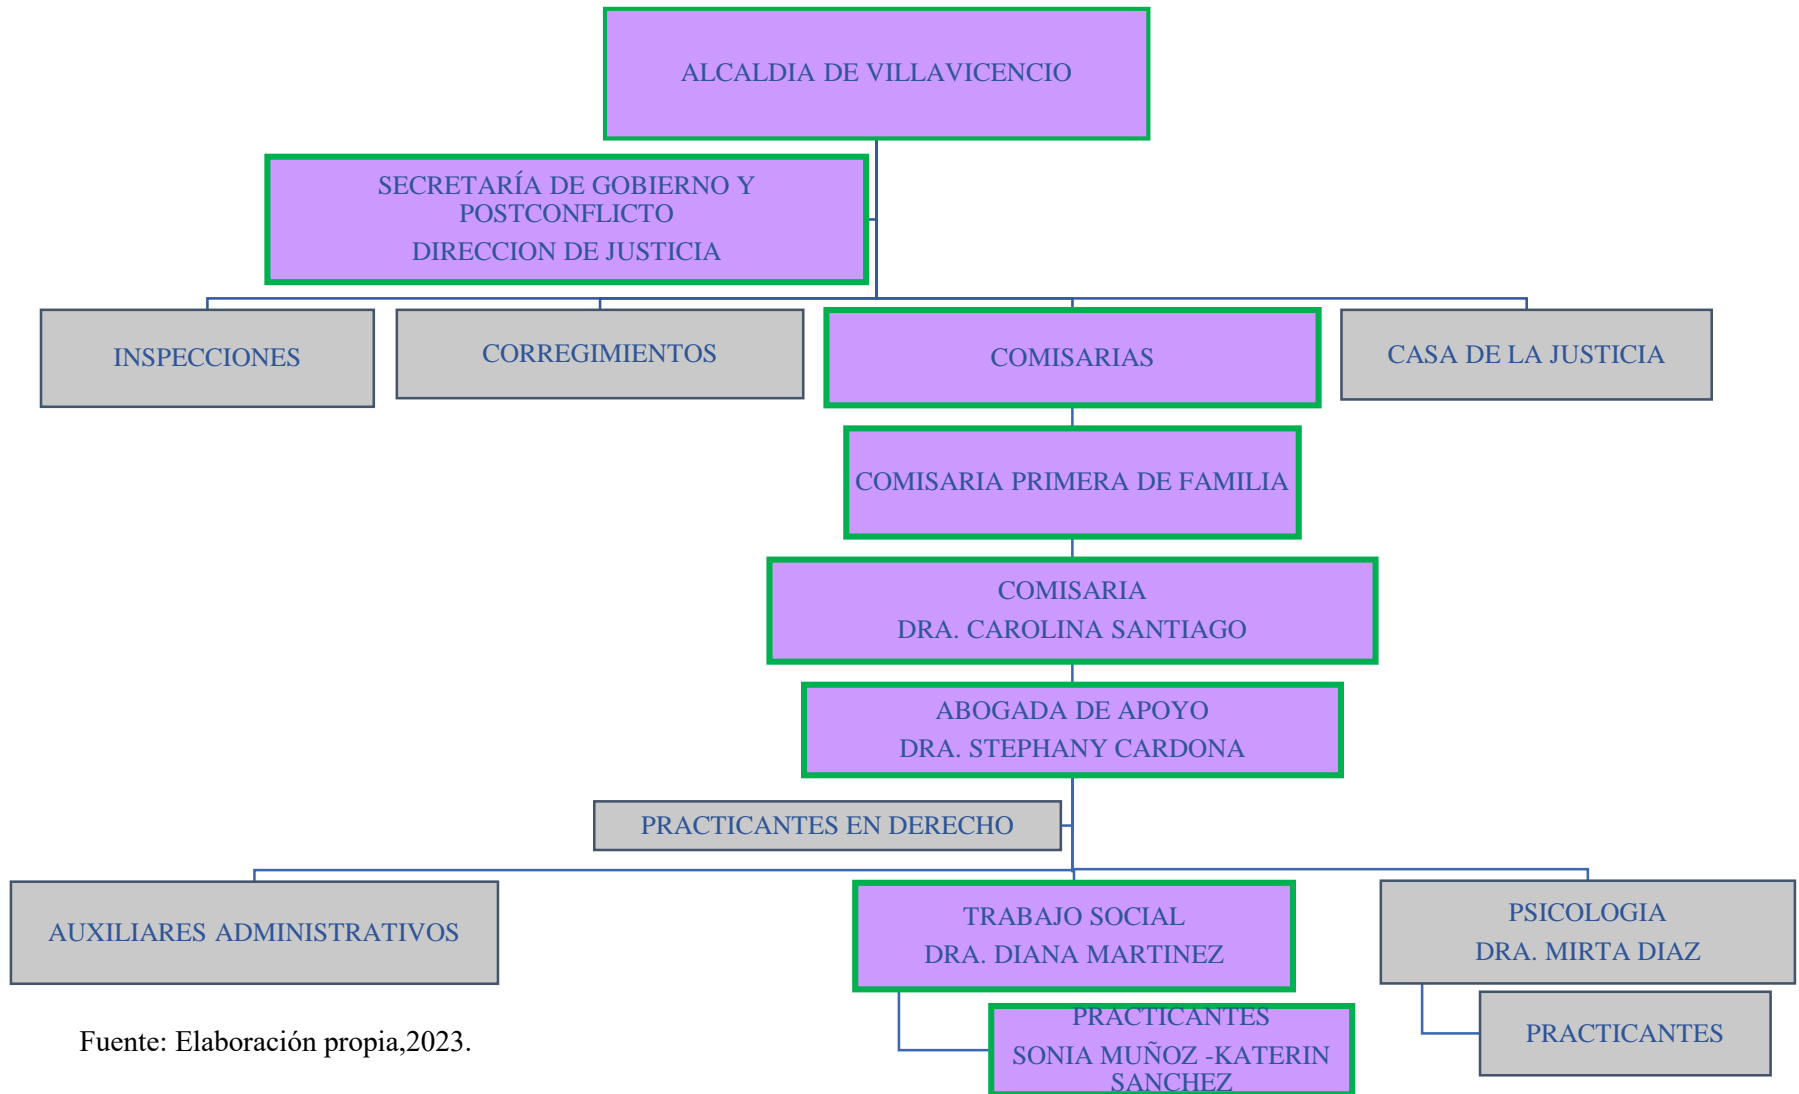 ALCALDIA DE VILLAVICENCIO
SECRETARÍA DE GOBIERNO Y
POSTCONFLICTO
DIRECCION DE JUSTICIA
INSPECCIONES
CORREGIMIENTOS
COMISARIAS
CASA DE LA JUSTICIA
COMISARIA PRIMERA DE FAMILIA
COMISARIA
DRA. CAROLINA SANTIAGO
ABOGADA DE APOYO
DRA. STEPHANY CARDONA
PRACTICANTES EN DERECHO
AUXILIARES ADMINISTRATIVOS
TRABAJO SOCIAL
DRA. DIANA MARTINEZ
PSICOLOGIA
DRA. MIRTA DIAZ
PRACTICANTES
SONIA MUÑOZ -KATERIN
SANCHEZ
PRACTICANTES
Fuente: Elaboración propia,2023.